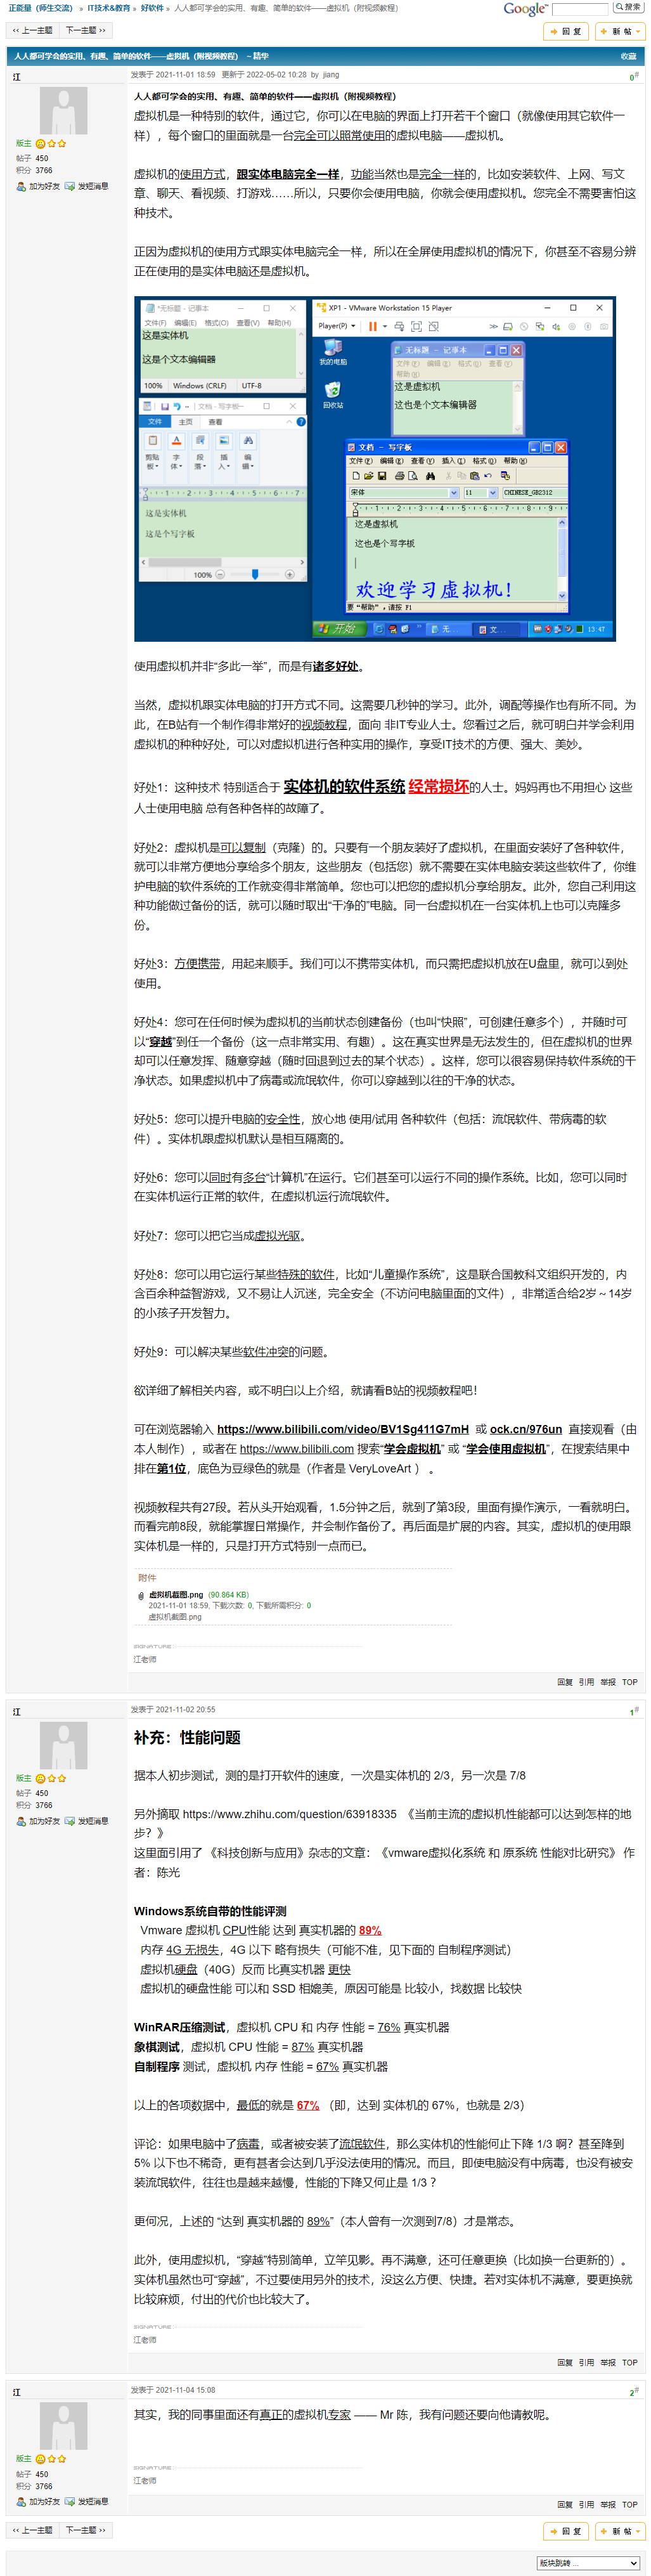 正能量（师生交流） » IT技术&教育 » 好软件 » 人人都可学会的实用、有趣、简单的软件——虚拟机（附视频教程）
Google™ 搜索
‹‹ 上一主题 下一主题 ››
回 复 新 帖
人人都可学会的实用、有趣、简单的软件——虚拟机（附视频教程） ~ 精华 收藏
江
发表于 2021-11-01 18:59 更新于 2022-05-02 10:28 by jiang 0#
版主
帖子 450
积分 3766
加为好友 发短消息
人人都可学会的实用、有趣、简单的软件——虚拟机（附视频教程）
虚拟机是一种特别的软件，通过它，你可以在电脑的界面上打开若干个窗口（就像使用其它软件一
样），每个窗口的里面就是一台完全可以照常使用的虚拟电脑——虚拟机。
虚拟机的使用方式，跟实体电脑完全一样，功能当然也是完全一样的，比如安装软件、上网、写文
章、聊天、看视频、打游戏……所以，只要你会使用电脑，你就会使用虚拟机。您完全不需要害怕这
种技术。
正因为虚拟机的使用方式跟实体电脑完全一样，所以在全屏使用虚拟机的情况下，你甚至不容易分辨
正在使用的是实体电脑还是虚拟机。
*无标题 - 记事本
文件(F) 编辑(E) 格式(O) 查看(V) 帮助(H)
这是实体机
这是个文本编辑器
100% Windows (CRLF) UTF-8
文档 - 写字板
文件 主页 查看
剪贴板 字体 段落 插入 编辑
这是实体机
这是个写字板
100%
XP1 - VMware Workstation 15 Player
Player(P)
我的电脑
回收站
无标题 - 记事本
文件(F) 编辑(E) 格式(O) 查看(V)
帮助(H)
这是虚拟机
这也是个文本编辑器
文档 - 写字板
文件(F) 编辑(E) 查看(V) 插入(I) 格式(O) 帮助(H)
宋体 11 CHINESE_GB2312
这是虚拟机
这也是个写字板
欢迎学习虚拟机！
要“帮助”，请按 F1
开始 无... 文... 13:47
使用虚拟机并非“多此一举”，而是有诸多好处。
当然，虚拟机跟实体电脑的打开方式不同。这需要几秒钟的学习。此外，调配等操作也有所不同。为
此，在B站有一个制作得非常好的视频教程，面向 非IT专业人士。您看过之后，就可明白并学会利用
虚拟机的种种好处，可以对虚拟机进行各种实用的操作，享受IT技术的方便、强大、美妙。
好处1：这种技术 特别适合于 实体机的软件系统 经常损坏的人士。妈妈再也不用担心 这些
人士使用电脑 总有各种各样的故障了。
好处2：虚拟机是可以复制（克隆）的。只要有一个朋友装好了虚拟机，在里面安装好了各种软件，
就可以非常方便地分享给多个朋友，这些朋友（包括您）就不需要在实体电脑安装这些软件了，你维
护电脑的软件系统的工作就变得非常简单。您也可以把您的虚拟机分享给朋友。此外，您自己利用这
种功能做过备份的话，就可以随时取出“干净的”电脑。同一台虚拟机在一台实体机上也可以克隆多
份。
好处3：方便携带，用起来顺手。我们可以不携带实体机，而只需把虚拟机放在U盘里，就可以到处
使用。
好处4：您可在任何时候为虚拟机的当前状态创建备份（也叫“快照”，可创建任意多个），并随时可
以“穿越”到任一个备份（这一点非常实用、有趣）。这在真实世界是无法发生的，但在虚拟机的世界
却可以任意发挥、随意穿越（随时回退到过去的某个状态）。这样，您可以很容易保持软件系统的干
净状态。如果虚拟机中了病毒或流氓软件，你可以穿越到以往的干净的状态。
好处5：您可以提升电脑的安全性，放心地 使用/试用 各种软件（包括：流氓软件、带病毒的软
件）。实体机跟虚拟机默认是相互隔离的。
好处6：您可以同时有多台“计算机”在运行。它们甚至可以运行不同的操作系统。比如，您可以同时
在实体机运行正常的软件，在虚拟机运行流氓软件。
好处7：您可以把它当成虚拟光驱。
好处8：您可以用它运行某些特殊的软件，比如“儿童操作系统”，这是联合国教科文组织开发的，内
含百余种益智游戏，又不易让人沉迷，完全安全（不访问电脑里面的文件），非常适合给2岁～14岁
的小孩子开发智力。
好处9：可以解决某些软件冲突的问题。
欲详细了解相关内容，或不明白以上介绍，就请看B站的视频教程吧！
可在浏览器输入 https://www.bilibili.com/video/BV1Sg411G7mH 或 ock.cn/976un 直接观看（由
本人制作），或者在 https://www.bilibili.com 搜索“学会虚拟机” 或 “学会使用虚拟机”，在搜索结果中
排在第1位，底色为豆绿色的就是（作者是 VeryLoveArt ） 。
视频教程共有27段。若从头开始观看，1.5分钟之后，就到了第3段，里面有操作演示，一看就明白。
而看完前8段，就能掌握日常操作，并会制作备份了。再后面是扩展的内容。其实，虚拟机的使用跟
实体机是一样的，只是打开方式特别一点而已。
附件
虚拟机截图.png (90.864 KB)
2021-11-01 18:59, 下载次数: 0, 下载所需积分: 0
虚拟机截图.png
江老师
回复 引用 举报 TOP
江
发表于 2021-11-02 20:55 1#
版主
帖子 450
积分 3766
加为好友 发短消息
补充：性能问题
据本人初步测试，测的是打开软件的速度，一次是实体机的 2/3，另一次是 7/8
另外摘取 https://www.zhihu.com/question/63918335 《当前主流的虚拟机性能都可以达到怎样的地
步？》
这里面引用了 《科技创新与应用》杂志的文章：《vmware虚拟化系统 和 原系统 性能对比研究》 作
者：陈光
Windows系统自带的性能评测
Vmware 虚拟机 CPU性能 达到 真实机器的 89%
内存 4G 无损失，4G 以下 略有损失（可能不准，见下面的 自制程序测试）
虚拟机硬盘（40G）反而 比真实机器 更快
虚拟机的硬盘性能 可以和 SSD 相媲美，原因可能是 比较小，找数据 比较快
WinRAR压缩测试，虚拟机 CPU 和 内存 性能 = 76% 真实机器
象棋测试，虚拟机 CPU 性能 = 87% 真实机器
自制程序 测试，虚拟机 内存 性能 = 67% 真实机器
以上的各项数据中，最低的就是 67% （即，达到 实体机的 67%，也就是 2/3）
评论：如果电脑中了病毒，或者被安装了流氓软件，那么实体机的性能何止下降 1/3 啊？甚至降到
5% 以下也不稀奇，更有甚者会达到几乎没法使用的情况。而且，即使电脑没有中病毒，也没有被安
装流氓软件，往往也是越来越慢，性能的下降又何止是 1/3 ？
更何况，上述的 “达到 真实机器的 89%”（本人曾有一次测到7/8）才是常态。
此外，使用虚拟机，“穿越”特别简单，立竿见影。再不满意，还可任意更换（比如换一台更新的）。
实体机虽然也可“穿越”，不过要使用另外的技术，没这么方便、快捷。若对实体机不满意，要更换就
比较麻烦，付出的代价也比较大了。
江老师
回复 引用 举报 TOP
江
发表于 2021-11-04 15:08 2#
版主
帖子 450
积分 3766
加为好友 发短消息
其实，我的同事里面还有真正的虚拟机专家 —— Mr 陈，我有问题还要向他请教呢。
江老师
回复 引用 举报 TOP
‹‹ 上一主题 下一主题 ››
回 复 新 帖
版块跳转 ...